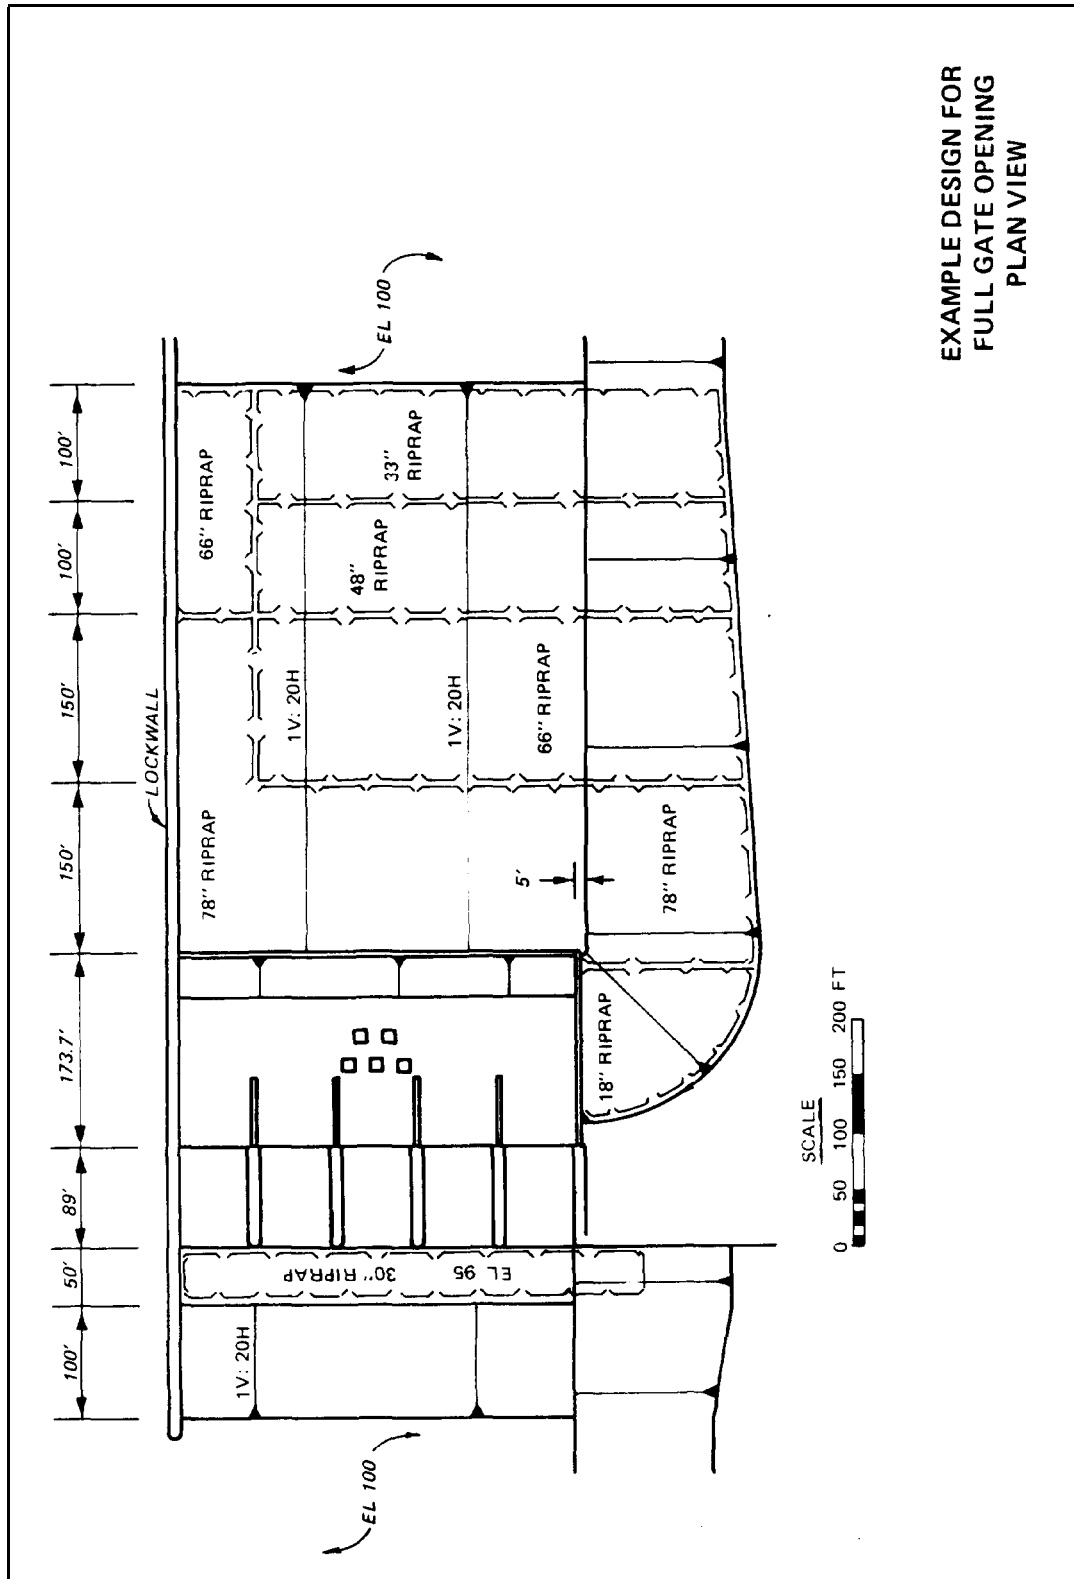 EXAMPLE DESIGN FOR
FULL GATE OPENING
PLAN VIEW
100'
50'
89'
173.7'
150'
150'
100'
100'
LOCKWALL
EL 100
1V: 20H
EL 95
30" RIPRAP
78" RIPRAP
66" RIPRAP
1V: 20H
1V: 20H
48"
RIPRAP
33"
RIPRAP
EL 100
66" RIPRAP
5'
78" RIPRAP
18" RIPRAP
SCALE
0 50 100 150 200 FT